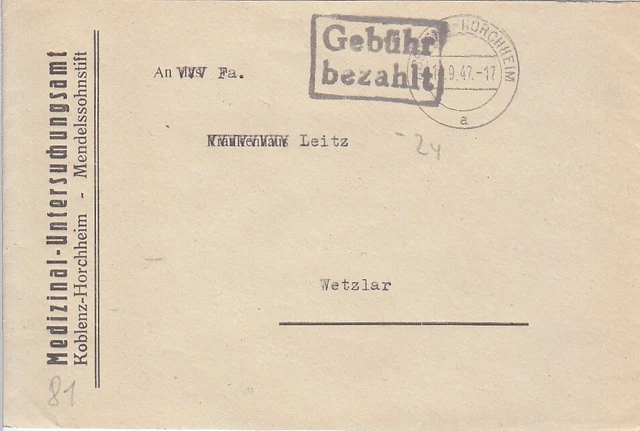 Medizinal-Untersuchungsamt
Koblenz-Horchheim - Mendelssohnstift
Gebühr
bezahlt
-HORCHHEIM
9.47.-17
a
An Fa.
Leitz
-24
Wetzlar
81